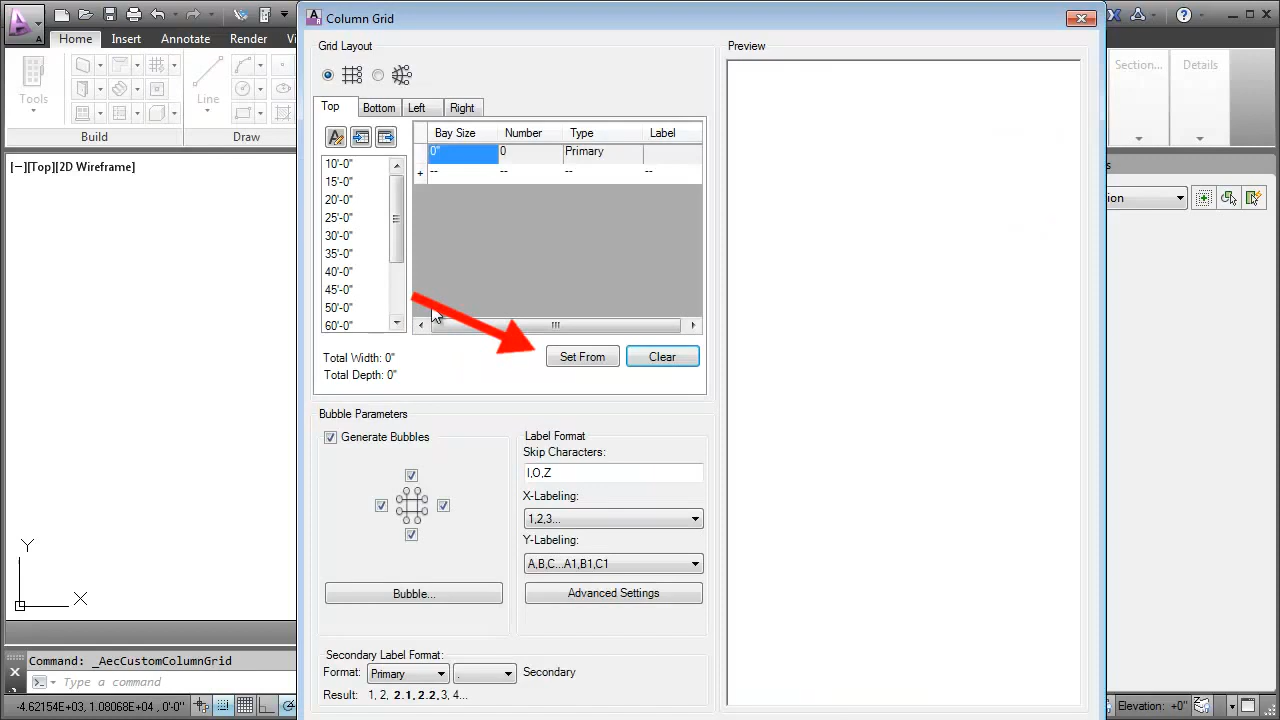 Column Grid
Home
Insert
Annotate
Render
Tools
Line
Build
Draw
Section...
Details
[−][Top][2D Wireframe]
Grid Layout
Preview
Top
Bottom
Left
Right
Bay Size
Number
Type
Label
0"
0
Primary
+
--
--
--
--
10'-0"
15'-0"
20'-0"
25'-0"
30'-0"
35'-0"
40'-0"
45'-0"
50'-0"
60'-0"
Total Width: 0"
Total Depth: 0"
Set From
Clear
Bubble Parameters
Generate Bubbles
Label Format
Skip Characters:
I,O,Z
X-Labeling:
1,2,3...
Y-Labeling:
A,B,C...A1,B1,C1
Bubble...
Advanced Settings
Secondary Label Format:
Format:
Primary
.
Secondary
Result:
1, 2, 2.1, 2.2, 3, 4...
Y
X
Command: _AecCustomColumnGrid
Type a command
-4.62154E+03, 1.08068E+04 , 0'-0"
Elevation: +0"